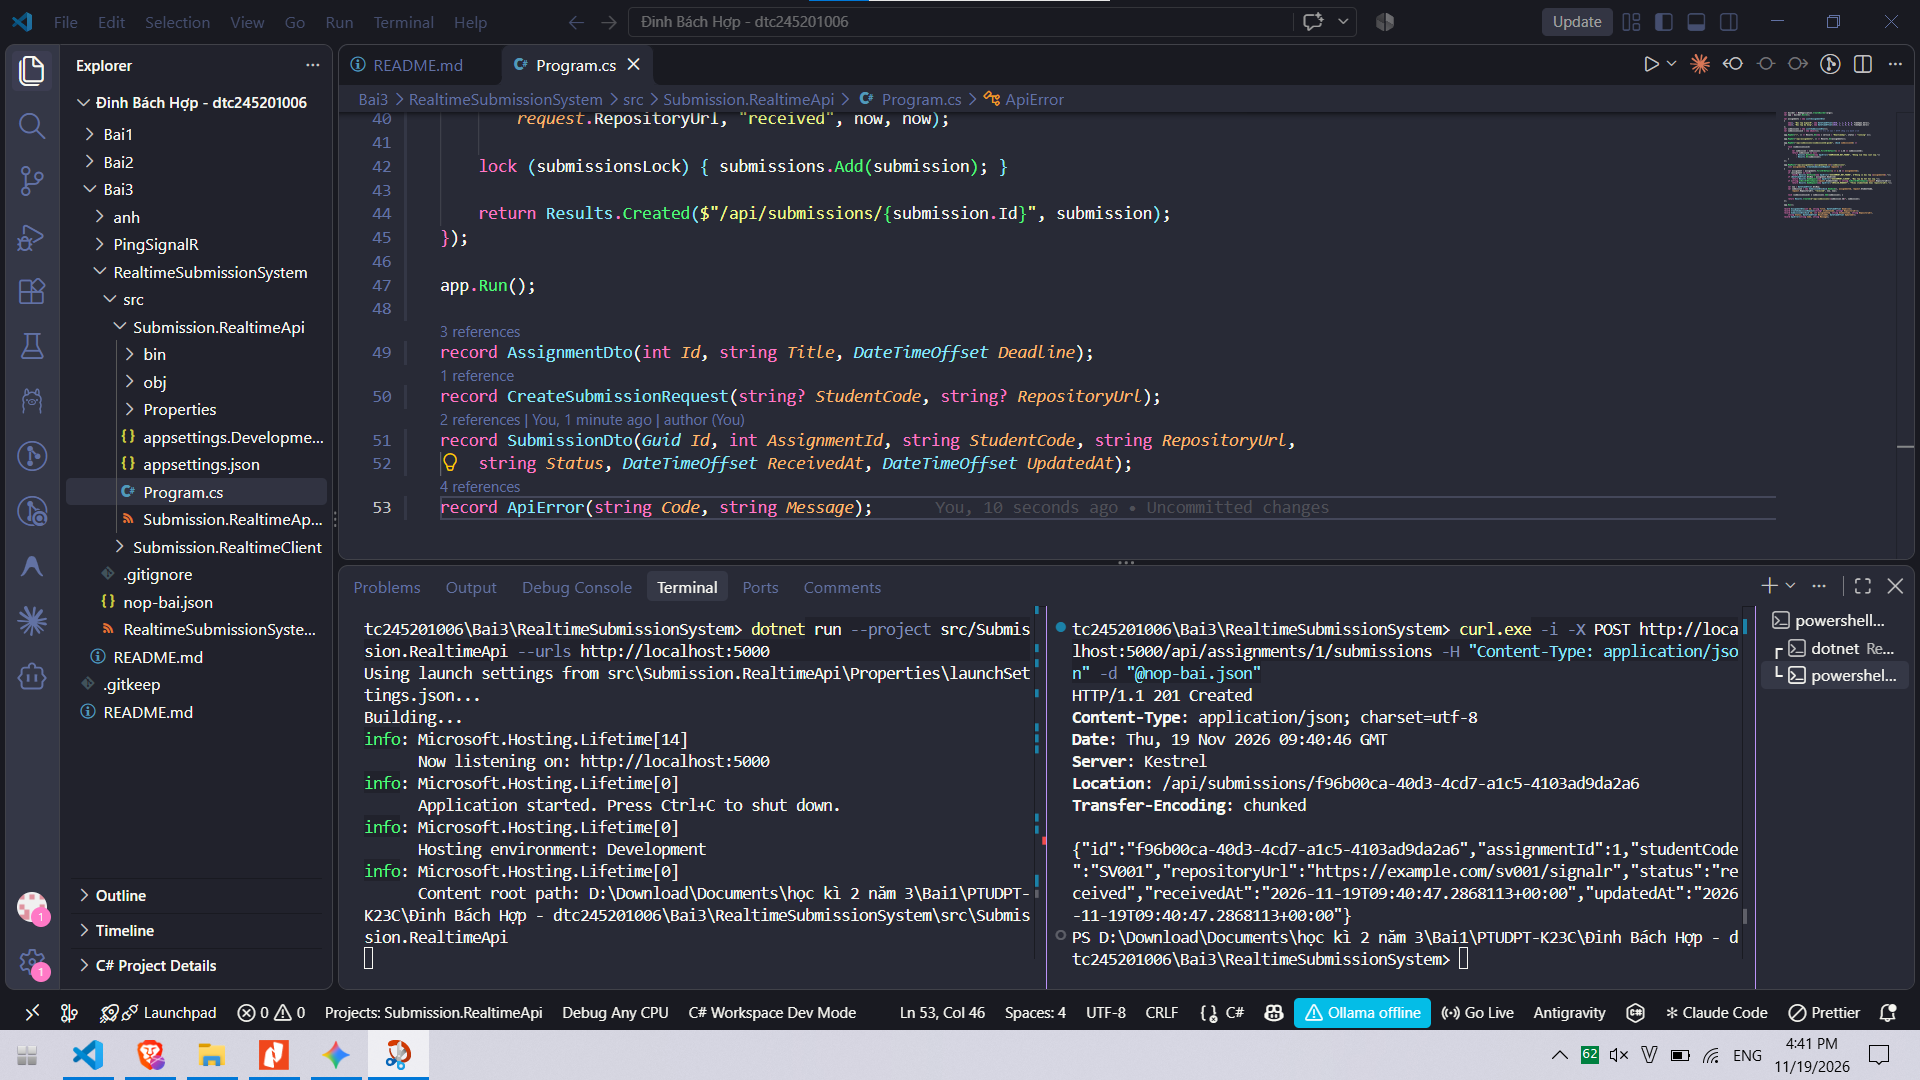 File Edit Selection View Go Run Terminal Help
Đinh Bách Hợp - dtc245201006
Update
Explorer
Đinh Bách Hợp - dtc245201006
Bai1
Bai2
Bai3
anh
PingSignalR
RealtimeSubmissionSystem
src
Submission.RealtimeApi
bin
obj
Properties
appsettings.Developme...
appsettings.json
Program.cs
Submission.RealtimeAp...
Submission.RealtimeClient
.gitignore
nop-bai.json
RealtimeSubmissionSyste...
README.md
.gitkeep
README.md
Outline
Timeline
C# Project Details
README.md
Program.cs
Bai3 > RealtimeSubmissionSystem > src > Submission.RealtimeApi > Program.cs > ApiError
40 request.RepositoryUrl, "received", now, now);
41
42 lock (submissionsLock) { submissions.Add(submission); }
43
44 return Results.Created($"/api/submissions/{submission.Id}", submission);
45 });
46
47 app.Run();
48
3 references
49 record AssignmentDto(int Id, string Title, DateTimeOffset Deadline);
1 reference
50 record CreateSubmissionRequest(string? StudentCode, string? RepositoryUrl);
2 references | You, 1 minute ago | author (You)
51 record SubmissionDto(Guid Id, int AssignmentId, string StudentCode, string RepositoryUrl,
52 string Status, DateTimeOffset ReceivedAt, DateTimeOffset UpdatedAt);
4 references
53 record ApiError(string Code, string Message); You, 10 seconds ago • Uncommitted changes
Problems Output Debug Console Terminal Ports Comments
tc245201006\Bai3\RealtimeSubmissionSystem> dotnet run --project src/Submis
sion.RealtimeApi --urls http://localhost:5000
Using launch settings from src\Submission.RealtimeApi\Properties\launchSet
tings.json...
Building...
info: Microsoft.Hosting.Lifetime[14]
Now listening on: http://localhost:5000
info: Microsoft.Hosting.Lifetime[0]
Application started. Press Ctrl+C to shut down.
info: Microsoft.Hosting.Lifetime[0]
Hosting environment: Development
info: Microsoft.Hosting.Lifetime[0]
Content root path: D:\Download\Documents\học kì 2 năm 3\Bai1\PTUDPT-
K23C\Đinh Bách Hợp - dtc245201006\Bai3\RealtimeSubmissionSystem\src\Submis
sion.RealtimeApi
tc245201006\Bai3\RealtimeSubmissionSystem> curl.exe -i -X POST http://loca
lhost:5000/api/assignments/1/submissions -H "Content-Type: application/jso
n" -d "@nop-bai.json"
HTTP/1.1 201 Created
Content-Type: application/json; charset=utf-8
Date: Thu, 19 Nov 2026 09:40:46 GMT
Server: Kestrel
Location: /api/submissions/f96b00ca-40d3-4cd7-a1c5-4103ad9da2a6
Transfer-Encoding: chunked
{"id":"f96b00ca-40d3-4cd7-a1c5-4103ad9da2a6","assignmentId":1,"studentCode
":"SV001","repositoryUrl":"https://example.com/sv001/signalr","status":"re
ceived","receivedAt":"2026-11-19T09:40:47.2868113+00:00","updatedAt":"2026
-11-19T09:40:47.2868113+00:00"}
PS D:\Download\Documents\học kì 2 năm 3\Bai1\PTUDPT-K23C\Đinh Bách Hợp - d
tc245201006\Bai3\RealtimeSubmissionSystem>
powershell...
dotnet Re...
powershel...
1
1
Launchpad 0 0 Projects: Submission.RealtimeApi Debug Any CPU C# Workspace Dev Mode Ln 53, Col 46 Spaces: 4 UTF-8 CRLF {} C# Ollama offline Go Live Antigravity Claude Code Prettier
62 ENG 4:41 PM
11/19/2026